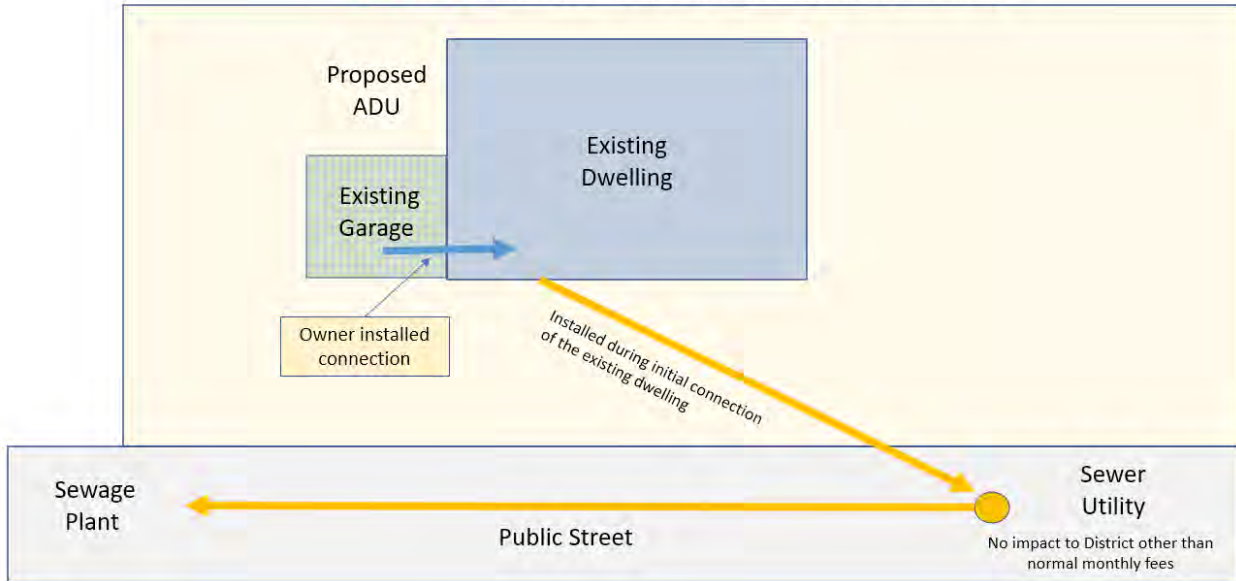 Proposed
ADU
Existing
Dwelling
Existing
Garage
Owner installed
connection
Installed during initial connection
of the existing dwelling
Sewage
Plant
Public Street
Sewer
Utility
No impact to District other than
normal monthly fees